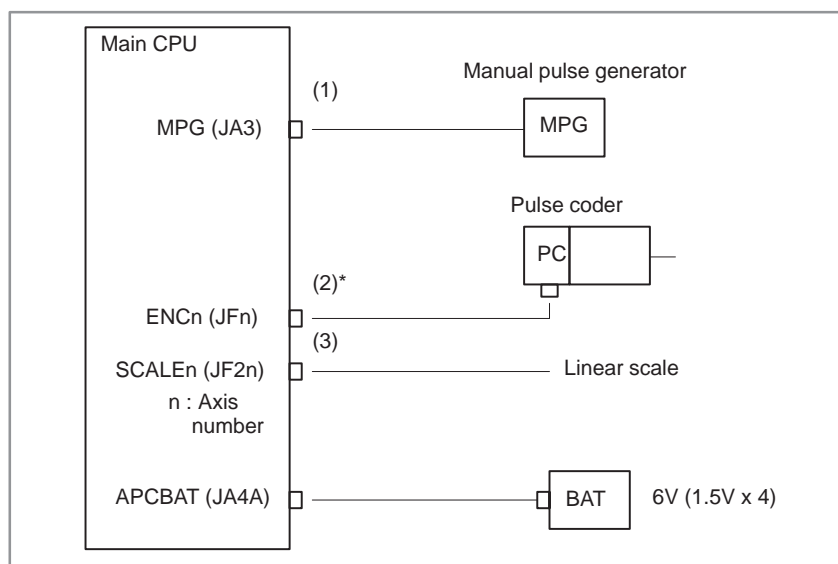 Main CPU
(1)
Manual pulse generator
MPG (JA3)
MPG
Pulse coder
PC
(2)*
ENCn (JFn)
(3)
SCALEn (JF2n)
Linear scale
n : Axis
number
APCBAT (JA4A)
BAT
6V (1.5V x 4)